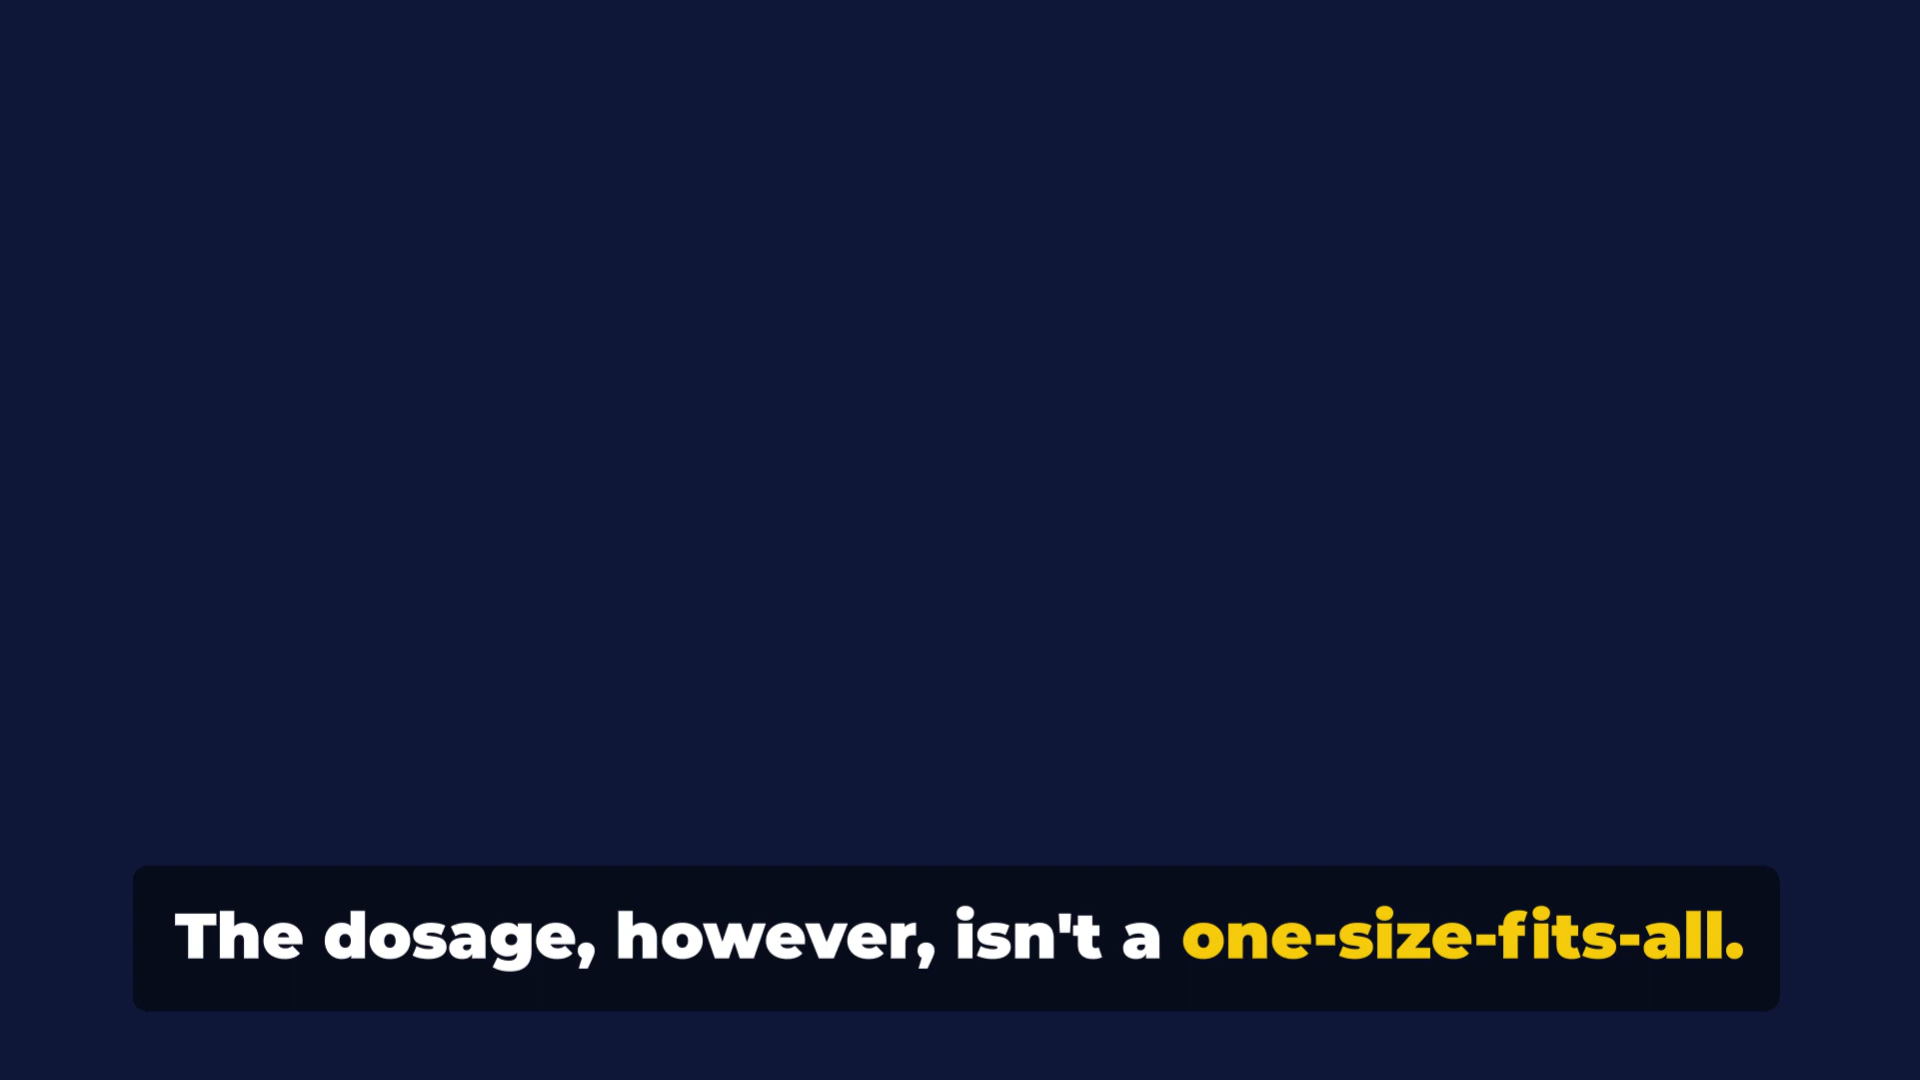 The dosage, however, isn't a one-size-fits-all.